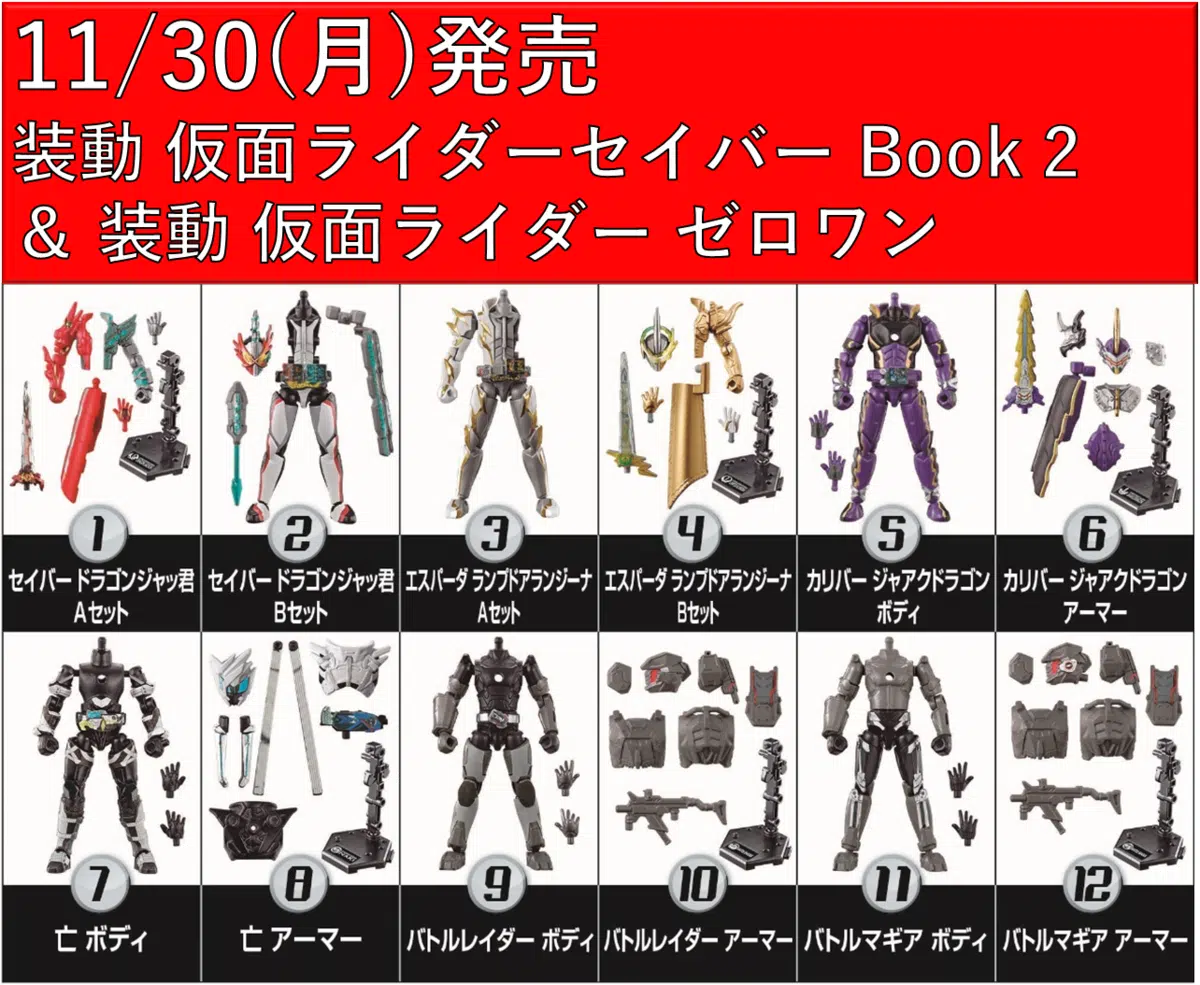 11/30(月)発売
装動 仮面ライダーセイバー Book 2
& 装動 仮面ライダー ゼロワン
1
2
3
4
5
6
セイバー ドラゴンジャッ君
Aセット
セイバー ドラゴンジャッ君
Bセット
エスパーダ ランプドアランジーナ
Aセット
エスパーダ ランプドアランジーナ
Bセット
カリバー ジャアクドラゴン
ボディ
カリバー ジャアクドラゴン
アーマー
7
8
9
10
11
12
亡 ボディ
亡 アーマー
バトルレイダー ボディ
バトルレイダー アーマー
バトルマギア ボディ
バトルマギア アーマー